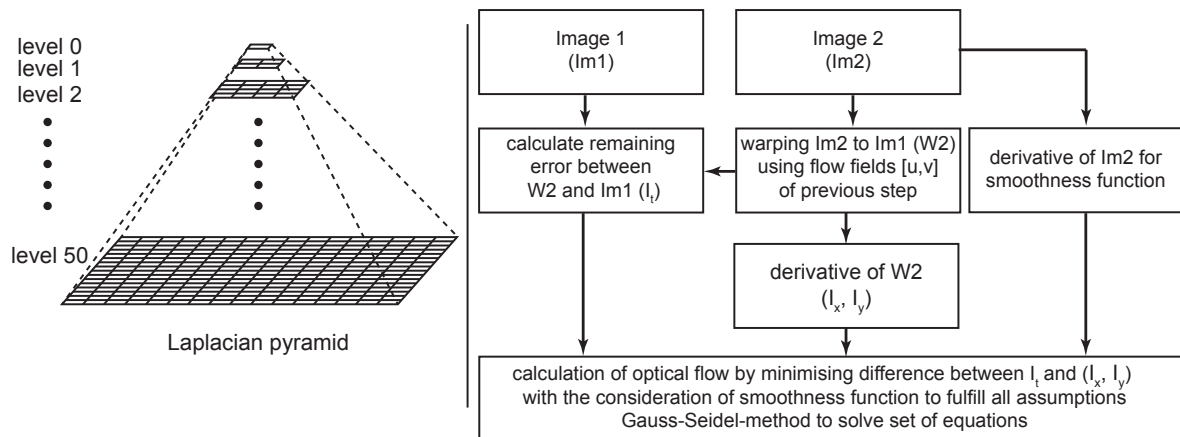 level 0
level 1
level 2
level 50
Laplacian pyramid
Image 1
(Im1)
Image 2
(Im2)
calculate remaining
error between
W2 and Im1 (Iₜ)
warping Im2 to Im1 (W2)
using flow fields [u,v]
of previous step
derivative of Im2 for
smoothness function
derivative of W2
(Iₓ, I_y)
calculation of optical flow by minimising difference between Iₜ and (Iₓ, I_y)
with the consideration of smoothness function to fulfill all assumptions
Gauss-Seidel-method to solve set of equations